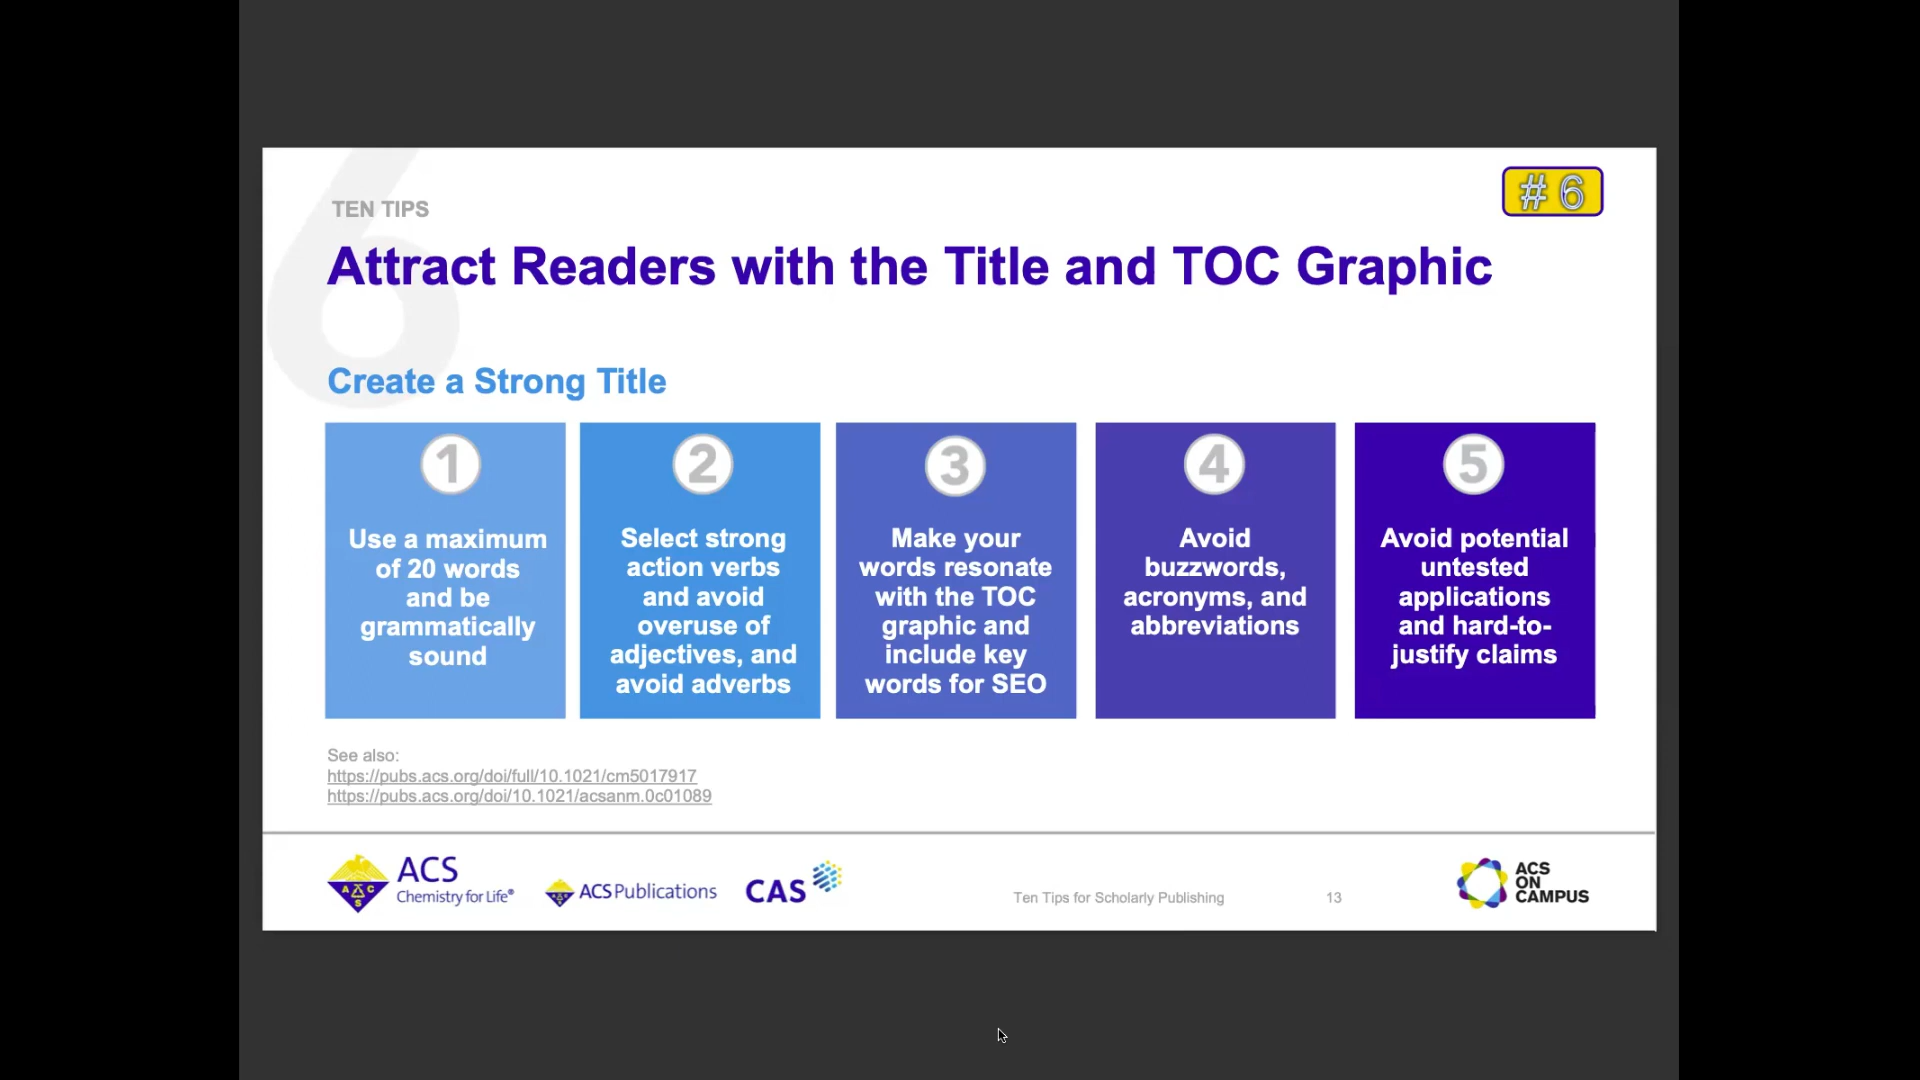 # 6
TEN TIPS
Attract Readers with the Title and TOC Graphic
Create a Strong Title
1
Use a maximum
of 20 words
and be
grammatically
sound
2
Select strong
action verbs
and avoid
overuse of
adjectives, and
avoid adverbs
3
Make your
words resonate
with the TOC
graphic and
include key
words for SEO
4
Avoid
buzzwords,
acronyms, and
abbreviations
5
Avoid potential
untested
applications
and hard-to-
justify claims
See also:
https://pubs.acs.org/doi/full/10.1021/cm5017917
https://pubs.acs.org/doi/10.1021/acsanm.0c01089
ACS
Chemistry for Life®
ACS Publications
CAS
Ten Tips for Scholarly Publishing
13
ACS
ON
CAMPUS